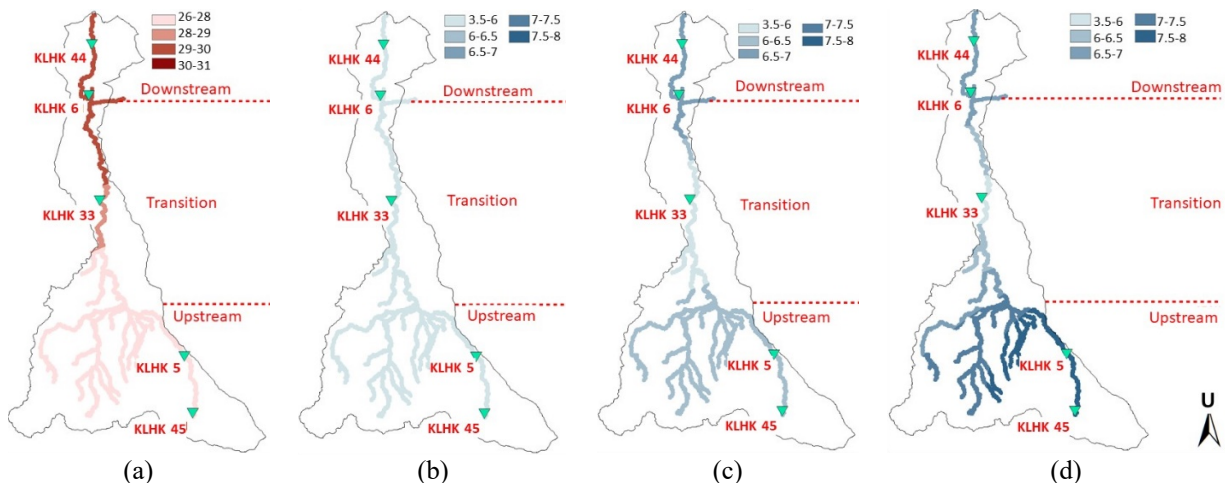 26-28
28-29
29-30
30-31
KLHK 44
KLHK 6
Downstream
KLHK 33
Transition
Upstream
KLHK 5
KLHK 45
(a)
3.5-6
6-6.5
6.5-7
7-7.5
7.5-8
KLHK 44
KLHK 6
Downstream
KLHK 33
Transition
Upstream
KLHK 5
KLHK 45
(b)
3.5-6
6-6.5
6.5-7
7-7.5
7.5-8
KLHK 44
KLHK 6
Downstream
KLHK 33
Transition
Upstream
KLHK 5
KLHK 45
(c)
3.5-6
6-6.5
6.5-7
7-7.5
7.5-8
KLHK 44
KLHK 6
Downstream
KLHK 33
Transition
Upstream
KLHK 5
KLHK 45
U
(d)